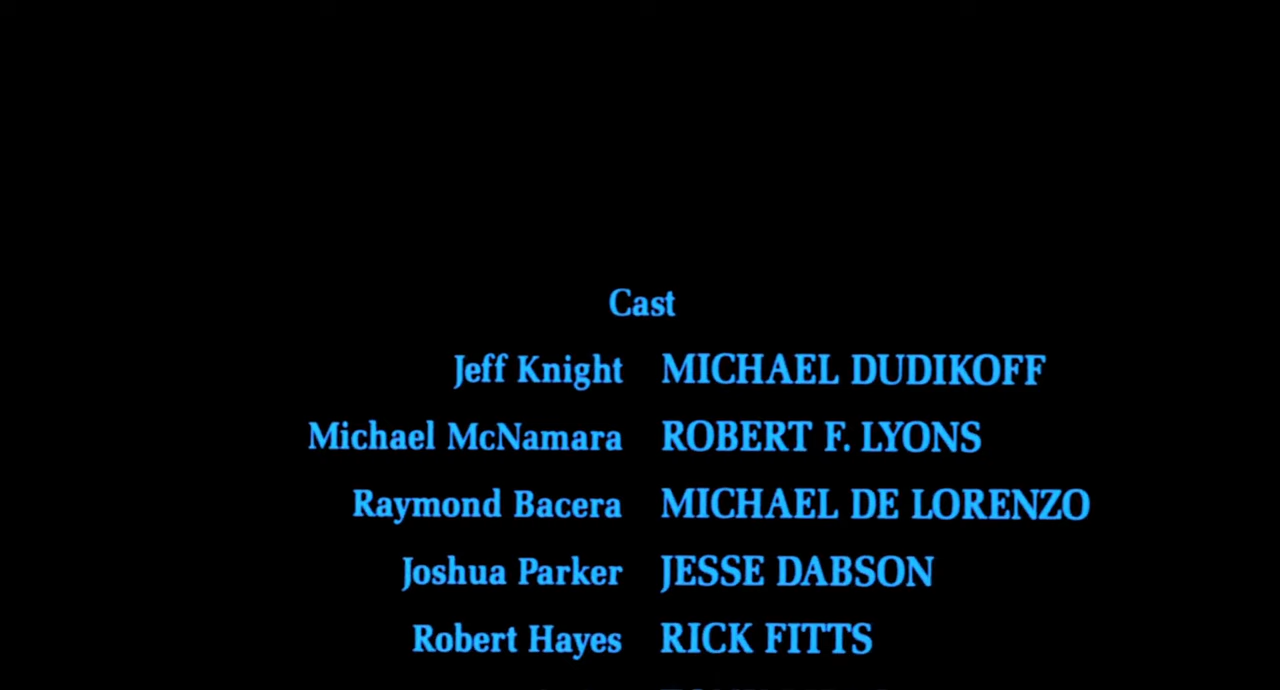 Cast
Jeff Knight MICHAEL DUDIKOFF
Michael McNamara ROBERT F. LYONS
Raymond Bacera MICHAEL DE LORENZO
Joshua Parker JESSE DABSON
Robert Hayes RICK FITTS